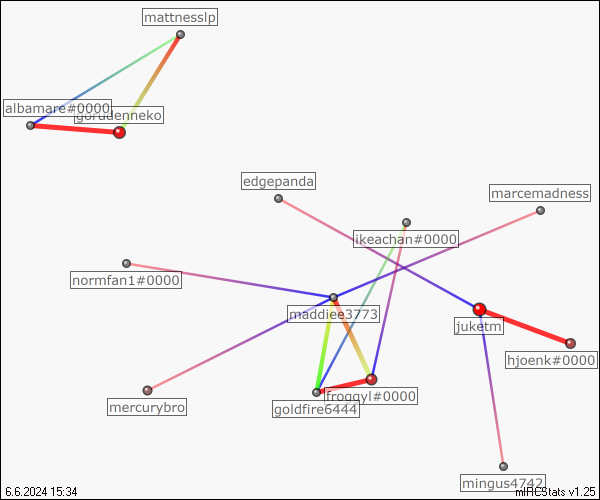 mattnesslp
albamare#0000
gorudenneko
edgepanda
marcemadness
ikeachan#0000
normfan1#0000
maddiee3773
juketm
hjoenk#0000
froggyl#0000
mercurybro
goldfire6444
mingus4742
6.6.2024 15:34
mIRCStats v1.25